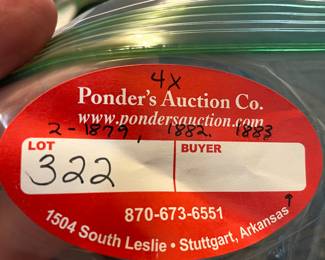 4X
Ponder's Auction Co.
www.pondersauction.com
2-1879, 1882. 1883
LOT
322
BUYER
870-673-6551
1504 South Leslie • Stuttgart, Arkansas